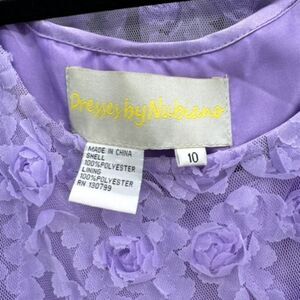 Dresses by Nubiano
MADE IN CHINA
SHELL
100%POLYESTER
LINING
100%POLYESTER
RN 130799
10